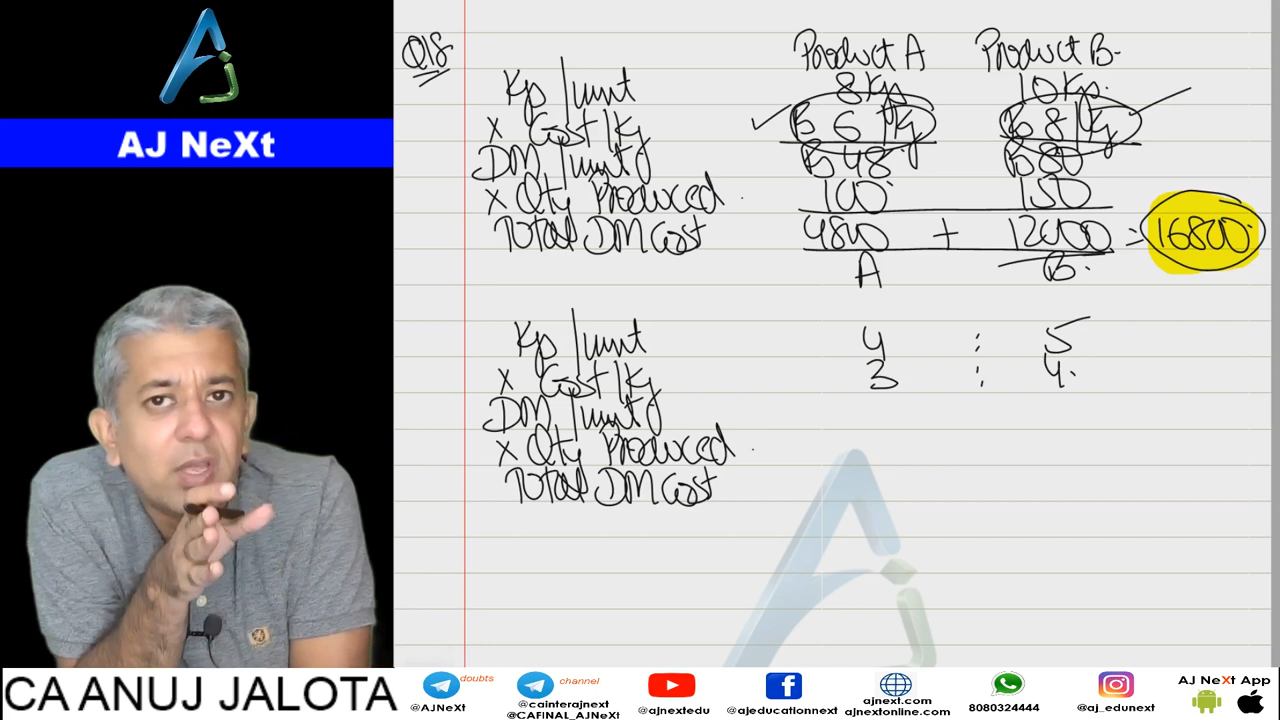 AJ NeXt
Q18
Product A Product B.
Kg/unit 8 Kgs 10 Kgs.
x Cost/Kg ₨ 6/Kg ₨ 8/Kg
DM/unit ₨ 48 ₨ 80
x Qty Produced 100 150
Total DM Cost 4800 + 12000 = 16800
A B.
Kg/unit 4 : 5
x Cost/Kg 3 : 4
DM/unit
x Qty Produced
Total DM Cost
CA ANUJ JALOTA
doubts
@AJNeXt
channel
@cainterajnext
@CAFINAL_AJNeXt
@ajnextedu
@ajeducationnext
ajnext.com
ajnextonline.com
8080324444
@aj_edunext
AJ NeXt App